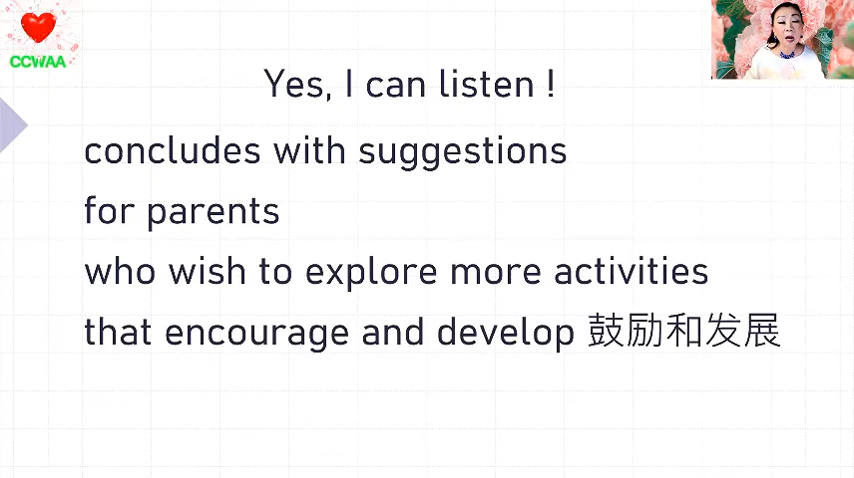 CCWAA
Yes, I can listen !
concludes with suggestions
for parents
who wish to explore more activities
that encourage and develop 鼓励和发展